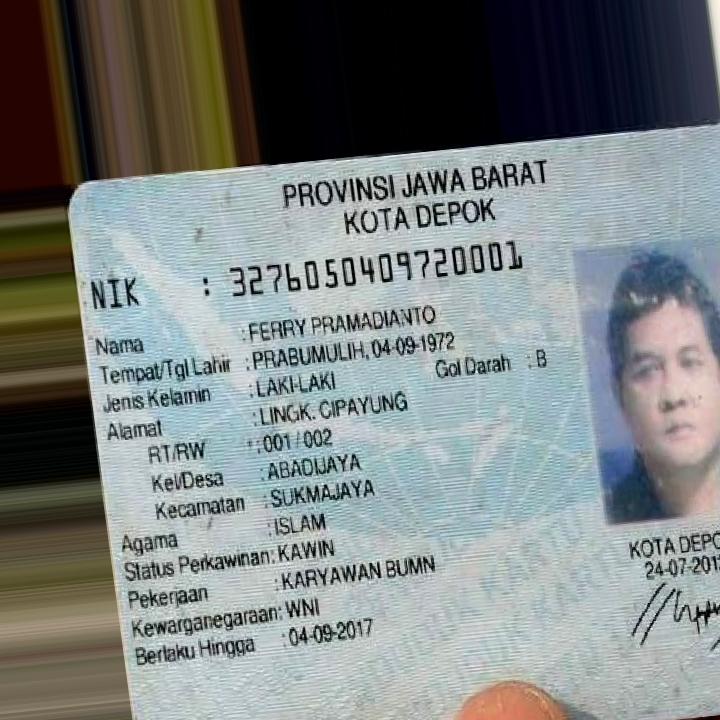 PROVINSI JAWA BARAT
KOTA DEPOK
NIK : 3276050409720001
Nama : FERRY PRAMADIANTO
Tempat/Tgl Lahir : PRABUMULIH, 04-09-1972
Jenis Kelamin : LAKI-LAKI Gol Darah : B
Alamat : LINGK. CIPAYUNG
RT/RW : 001 / 002
Kel/Desa : ABADIJAYA
Kecamatan : SUKMAJAYA
Agama : ISLAM
Status Perkawinan: KAWIN
Pekerjaan : KARYAWAN BUMN
Kewarganegaraan: WNI
Berlaku Hingga : 04-09-2017
KOTA DEPO
24-07-201